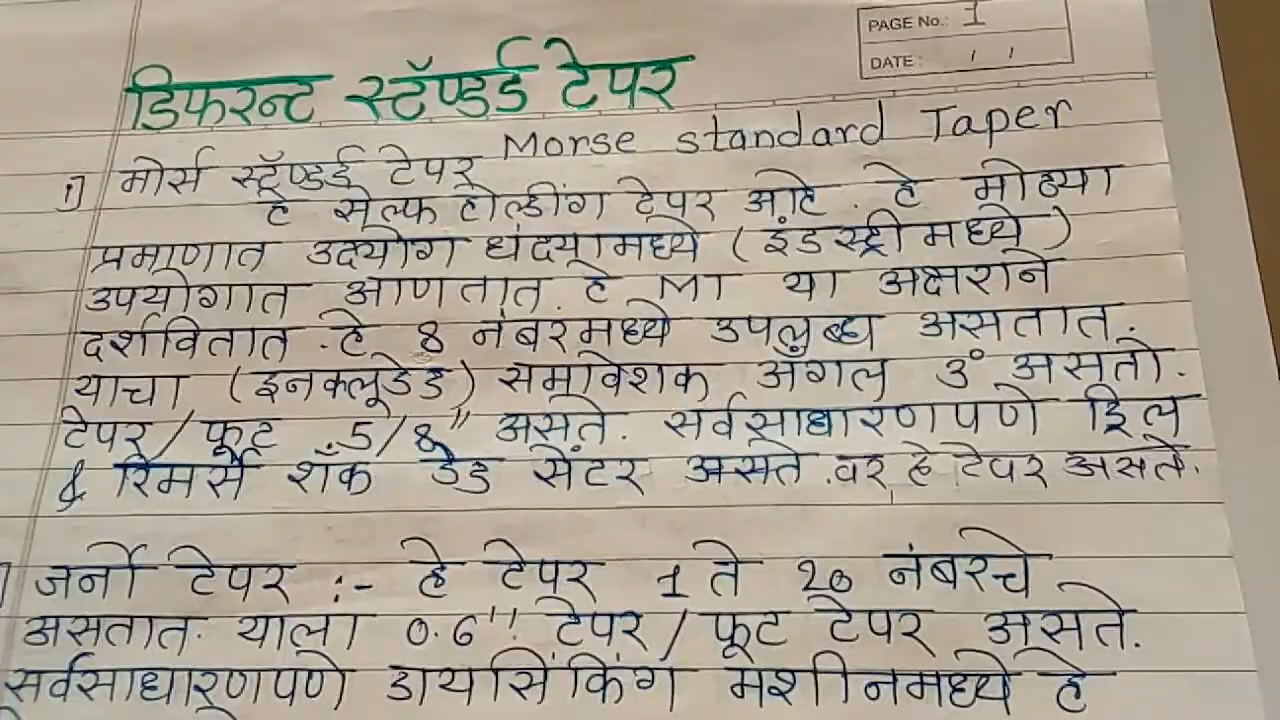 PAGE No.: 1
DATE: / /
डिफरन्ट स्टॅण्डर्ड टेपर
Morse standard Taper
1) मोर्स स्टॅण्डर्ड टेपर
हे सेल्फ होल्डींग टेपर आहे. हे मोठ्या
प्रमाणात उदयोग धंदयामध्ये (इंडस्ट्रीमध्ये)
उपयोगात आणतात. हे MT या अक्षराने
दर्शवितात. हे 8 नंबरमध्ये उपलब्ध असतात.
याचा (इनक्लूडेड) समावेशक अँगल 3° असतो.
टेपर/फूट .5/8" असते. सर्वसाधारणपणे ड्रिल
& रिमर्स शँक डेड सेंटर असते. वर हे टेपर असते.
जर्नो टेपर :- हे टेपर 1 ते 20 नंबरचे
असतात. याला 0.6" टेपर/फूट टेपर असते.
सर्वसाधारणपणे डायसिंकिंग मशीनमध्ये हे